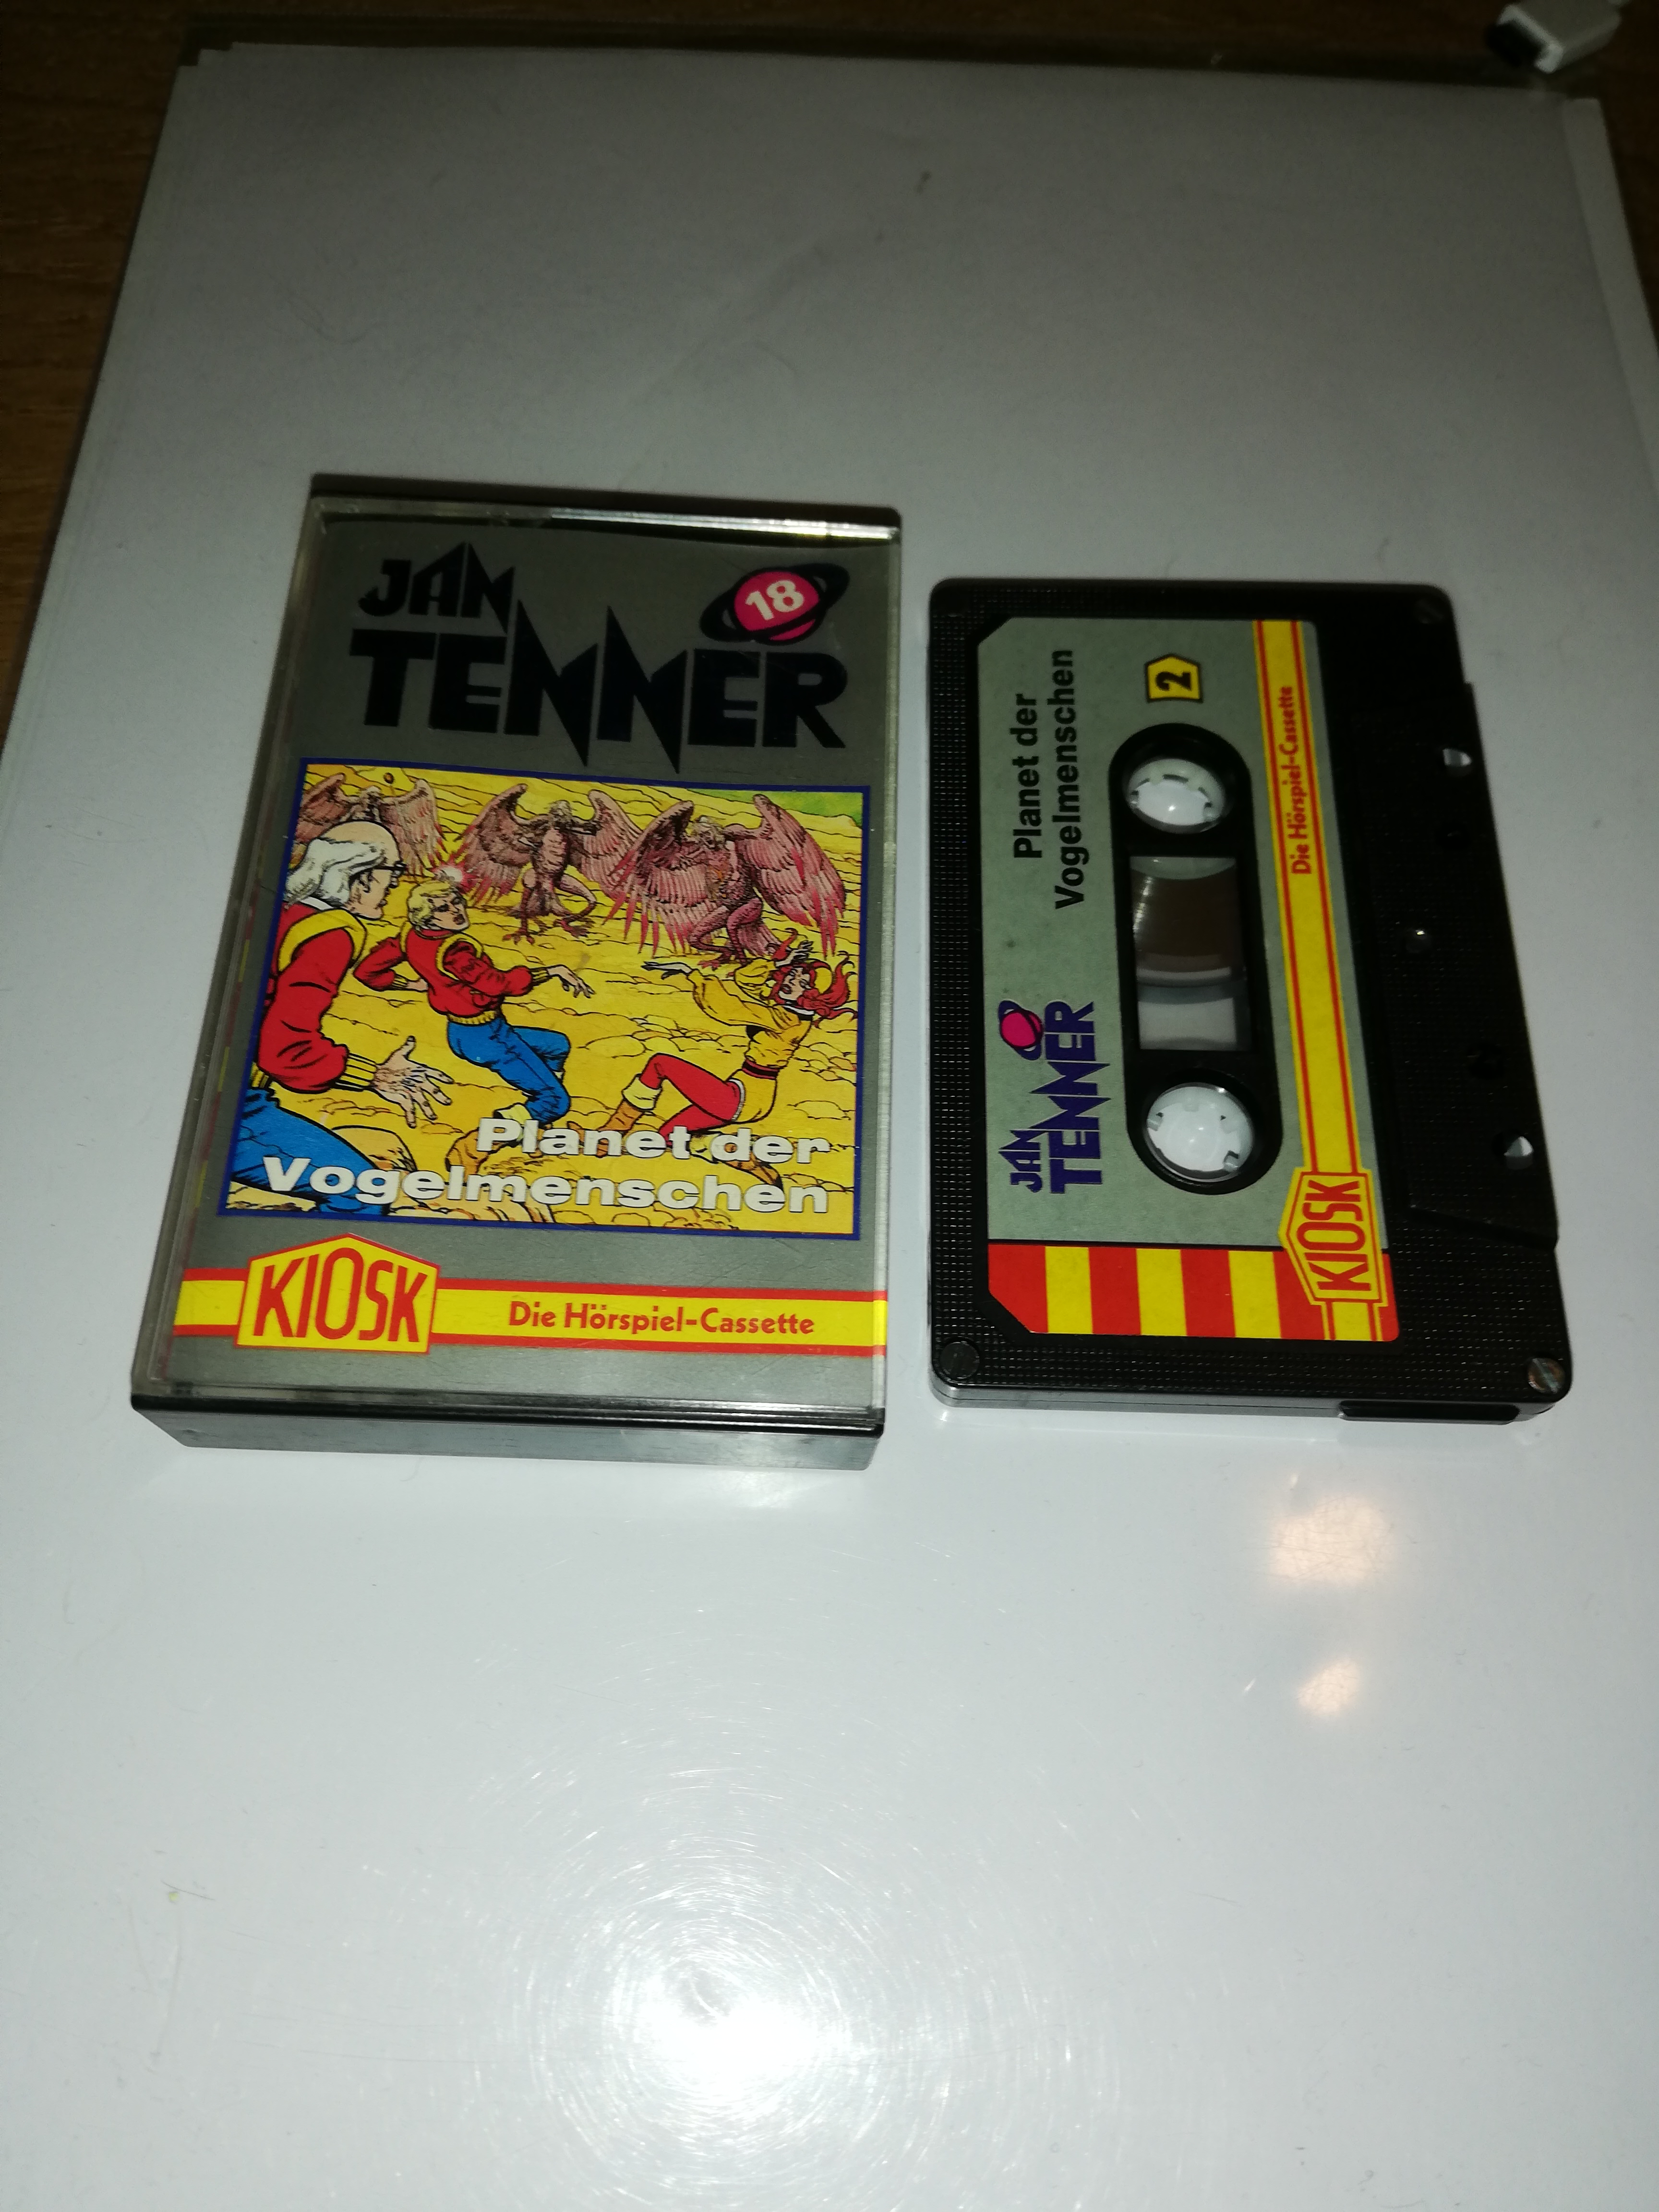 JAN
18
TENNER
Planet der
Vogelmenschen
KIOSK
Die Hörspiel-Cassette
Planet der
Vogelmenschen
2
JAN
TENNER
Die Hörspiel-Cassette
KIOSK